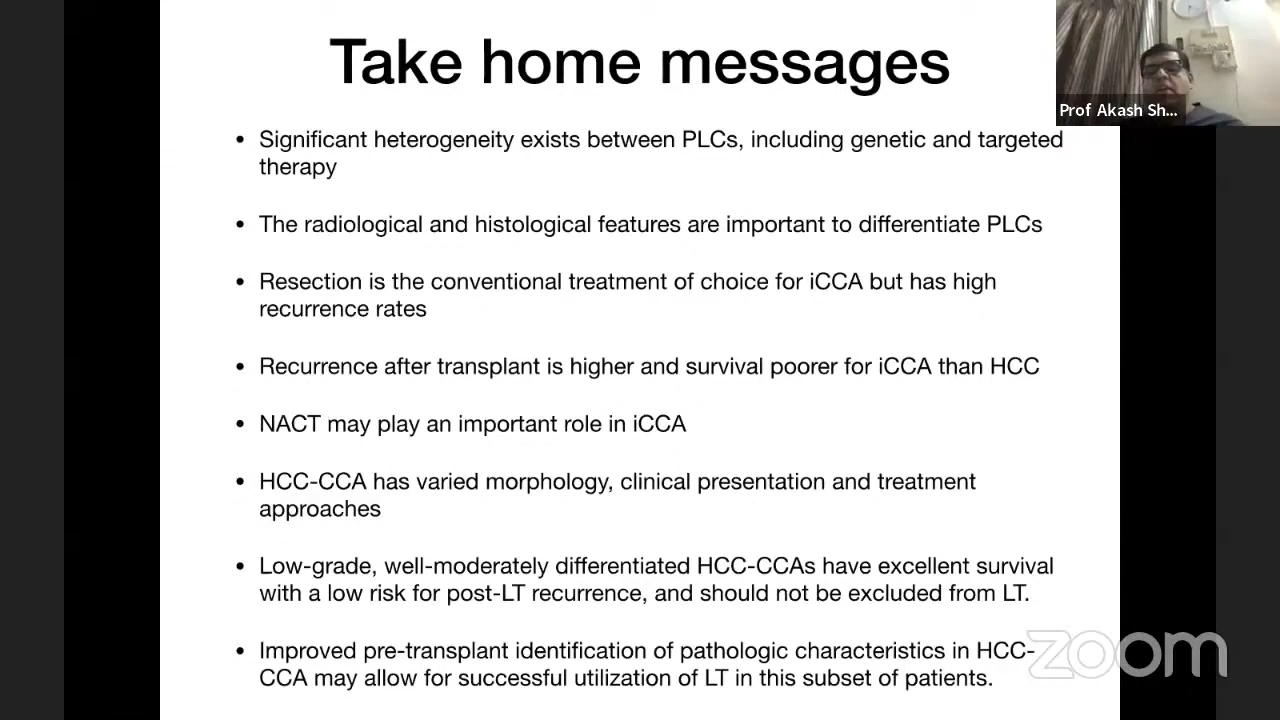 Take home messages
Prof Akash Sh...
• Significant heterogeneity exists between PLCs, including genetic and targeted
therapy
• The radiological and histological features are important to differentiate PLCs
• Resection is the conventional treatment of choice for iCCA but has high
recurrence rates
• Recurrence after transplant is higher and survival poorer for iCCA than HCC
• NACT may play an important role in iCCA
• HCC-CCA has varied morphology, clinical presentation and treatment
approaches
• Low-grade, well-moderately differentiated HCC-CCAs have excellent survival
with a low risk for post-LT recurrence, and should not be excluded from LT.
• Improved pre-transplant identification of pathologic characteristics in HCC-
CCA may allow for successful utilization of LT in this subset of patients.
zoom